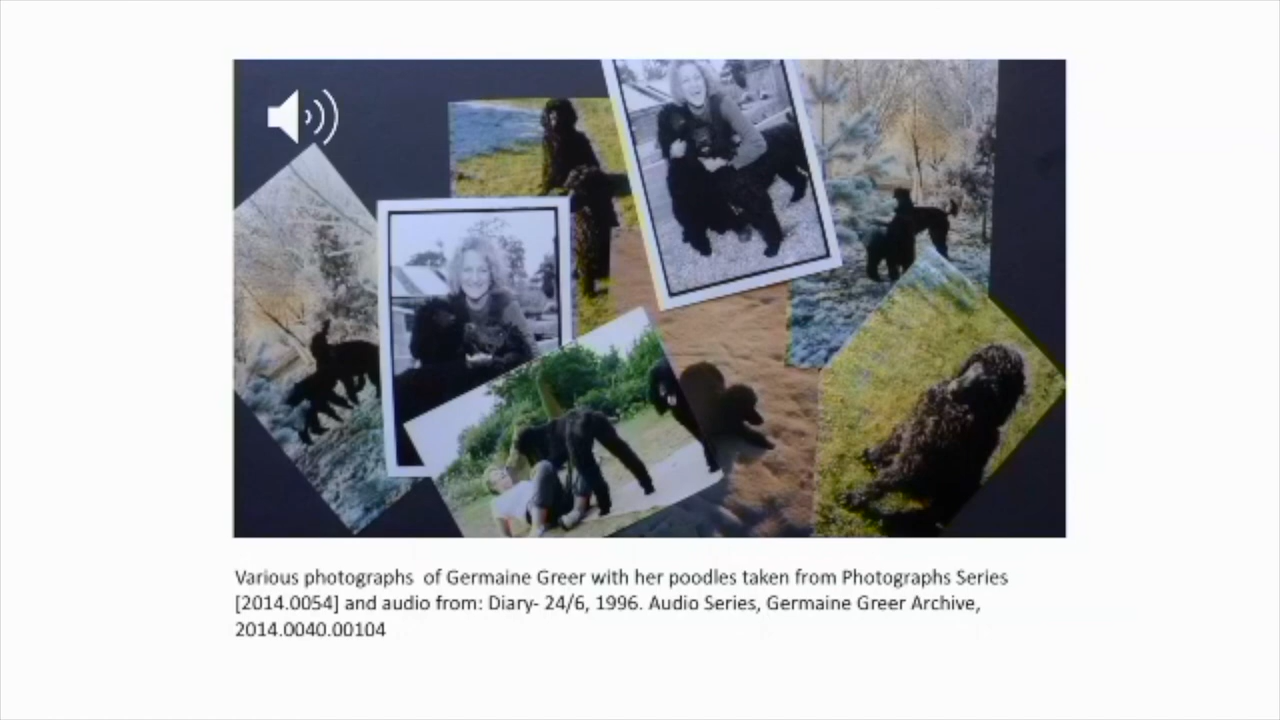 Various photographs  of Germaine Greer with her poodles taken from Photographs Series
[2014.0054] and audio from: Diary- 24/6, 1996. Audio Series, Germaine Greer Archive,
2014.0040.00104